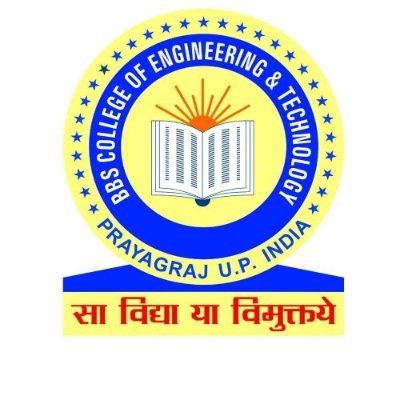 BBS COLLEGE OF ENGINEERING & TECHNOLOGY
PRAYAGRAJ U.P. INDIA
सा विद्या या विमुक्तये